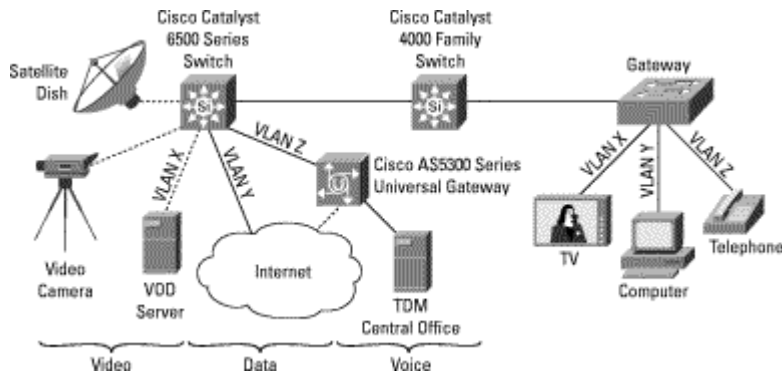 Cisco Catalyst
6500 Series
Switch
Cisco Catalyst
4000 Family
Switch
Gateway
Satellite
Dish
Si
Si
VLAN X
VLAN Y
VLAN Z
Cisco AS5300 Series
Universal Gateway
U
VLAN X
VLAN Y
VLAN Z
Video
Camera
VOD
Server
Internet
TDM
Central Office
TV
Computer
Telephone
Video
Data
Voice